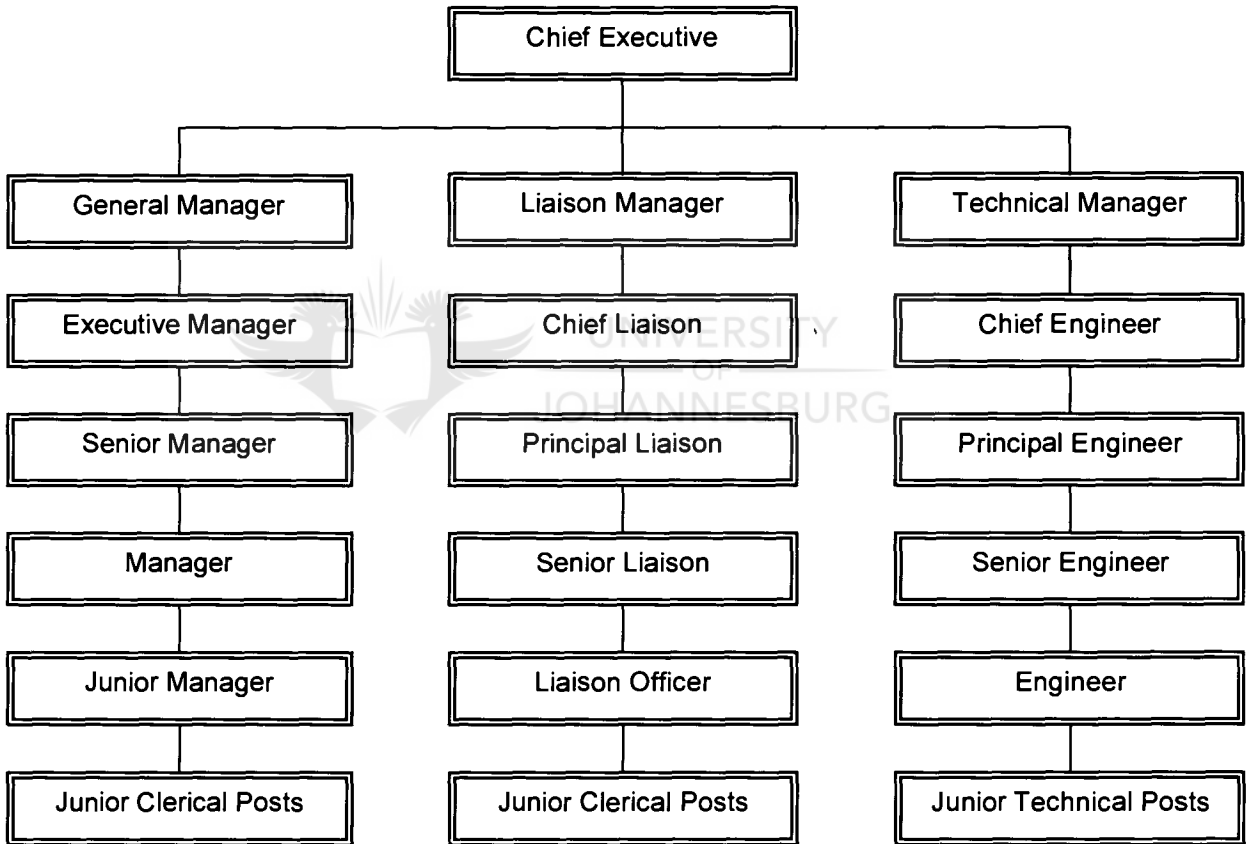 Chief Executive
General Manager
Liaison Manager
Technical Manager
Executive Manager
Chief Liaison
Chief Engineer
Senior Manager
Principal Liaison
Principal Engineer
Manager
Senior Liaison
Senior Engineer
Junior Manager
Liaison Officer
Engineer
Junior Clerical Posts
Junior Clerical Posts
Junior Technical Posts
UNIVERSITY
OF
JOHANNESBURG